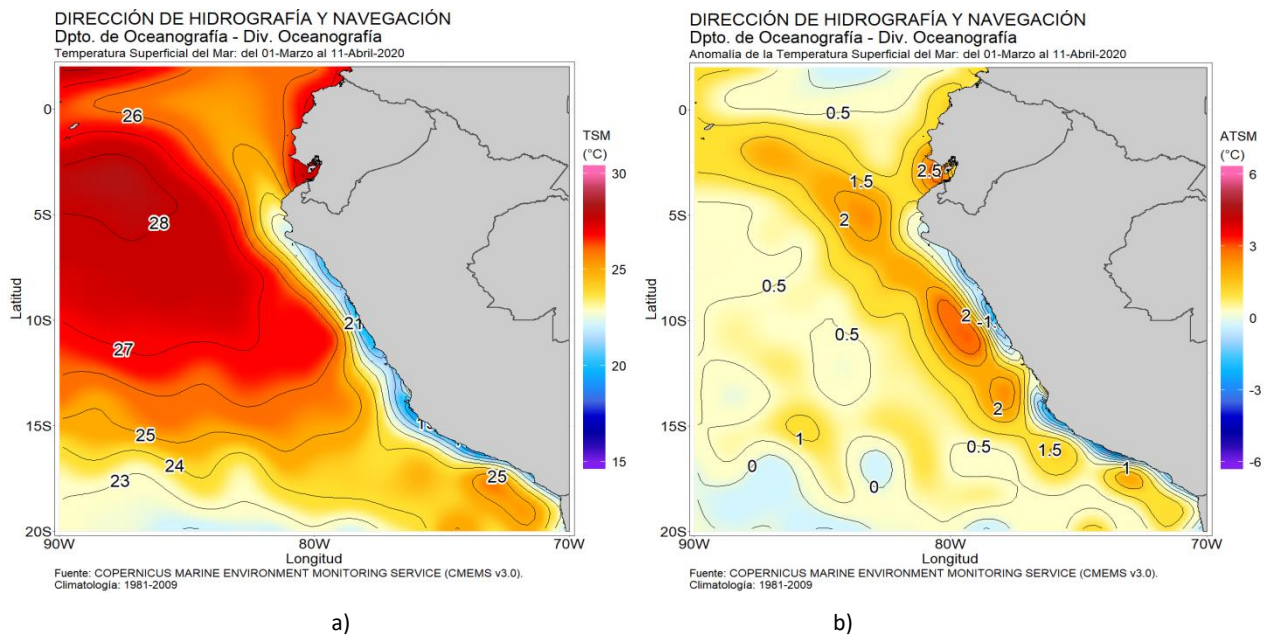 DIRECCIÓN DE HIDROGRAFÍA Y NAVEGACIÓN
Dpto. de Oceanografía - Div. Oceanografía
Temperatura Superficial del Mar: del 01-Marzo al 11-Abril-2020
0
5S
10S
15S
20S
Latitud
90W
80W
70W
Longitud
26
28
21
27
25
24
23
25
TSM
(°C)
30
25
20
15
Fuente: COPERNICUS MARINE ENVIRONMENT MONITORING SERVICE (CMEMS v3.0).
Climatología: 1981-2009
a)
DIRECCIÓN DE HIDROGRAFÍA Y NAVEGACIÓN
Dpto. de Oceanografía - Div. Oceanografía
Anomalia de la Temperatura Superficial del Mar: del 01-Marzo al 11-Abril-2020
0
5S
10S
15S
20S
Latitud
90W
80W
70W
Longitud
0.5
2.5
1.5
2
0.5
2
-1.
0.5
2
1
0.5
1.5
1
0
0
ATSM
(°C)
6
3
0
-3
-6
Fuente: COPERNICUS MARINE ENVIRONMENT MONITORING SERVICE (CMEMS v3.0).
Climatología: 1981-2009
b)